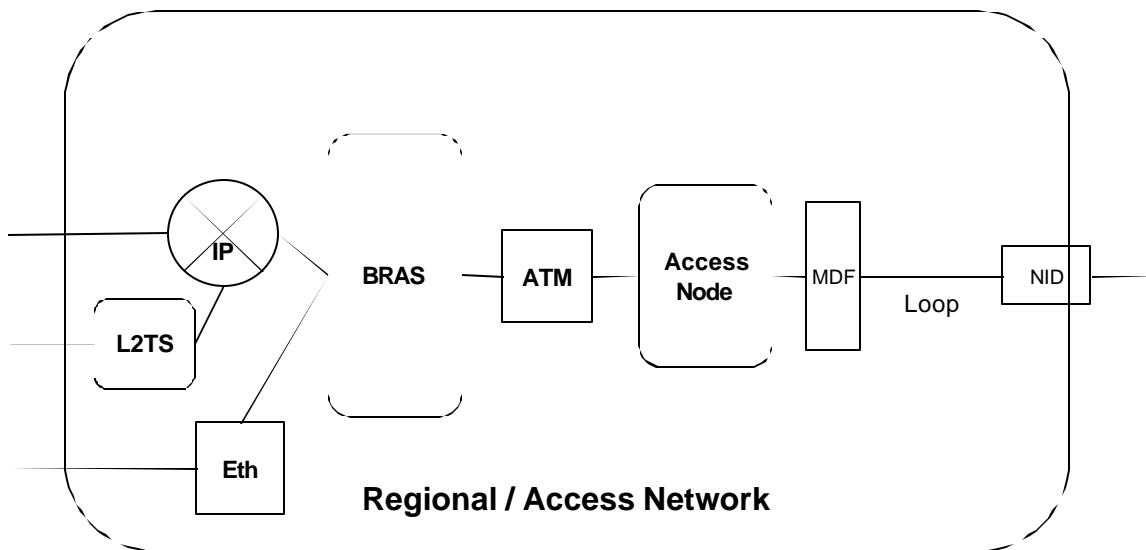 IP
BRAS
ATM
Access
Node
MDF
NID
Loop
L2TS
Eth
Regional / Access Network